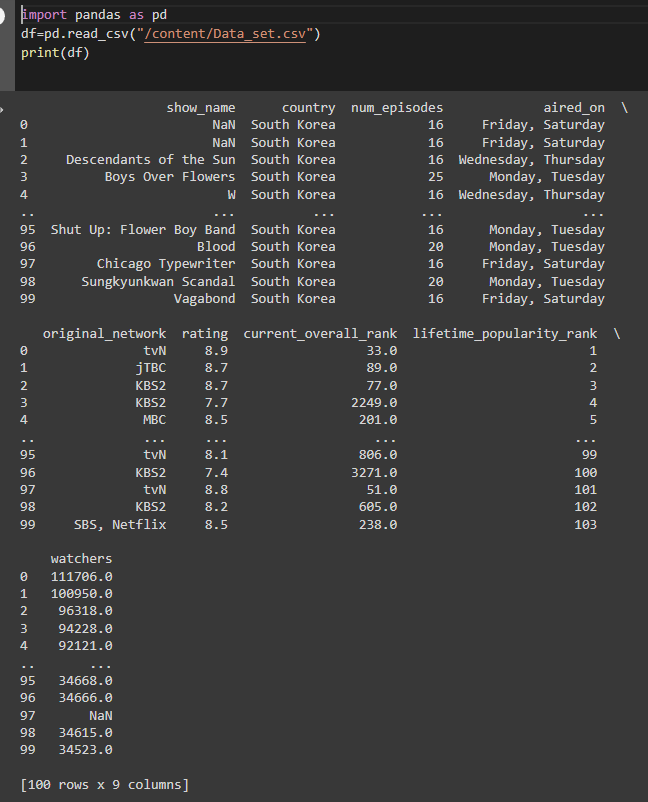 import pandas as pd
df=pd.read_csv("/content/Data_set.csv")
print(df)
show_name country num_episodes aired_on \
0 NaN South Korea 16 Friday, Saturday
1 NaN South Korea 16 Friday, Saturday
2 Descendants of the Sun South Korea 16 Wednesday, Thursday
3 Boys Over Flowers South Korea 25 Monday, Tuesday
4 W South Korea 16 Wednesday, Thursday
.. ... ... ... ...
95 Shut Up: Flower Boy Band South Korea 16 Monday, Tuesday
96 Blood South Korea 20 Monday, Tuesday
97 Chicago Typewriter South Korea 16 Friday, Saturday
98 Sungkyunkwan Scandal South Korea 20 Monday, Tuesday
99 Vagabond South Korea 16 Friday, Saturday
original_network rating current_overall_rank lifetime_popularity_rank \
0 tvN 8.9 33.0 1
1 jTBC 8.7 89.0 2
2 KBS2 8.7 77.0 3
3 KBS2 7.7 2249.0 4
4 MBC 8.5 201.0 5
.. ... ... ... ...
95 tvN 8.1 806.0 99
96 KBS2 7.4 3271.0 100
97 tvN 8.8 51.0 101
98 KBS2 8.2 605.0 102
99 SBS, Netflix 8.5 238.0 103
watchers
0 111706.0
1 100950.0
2 96318.0
3 94228.0
4 92121.0
.. ...
95 34668.0
96 34666.0
97 NaN
98 34615.0
99 34523.0
[100 rows x 9 columns]